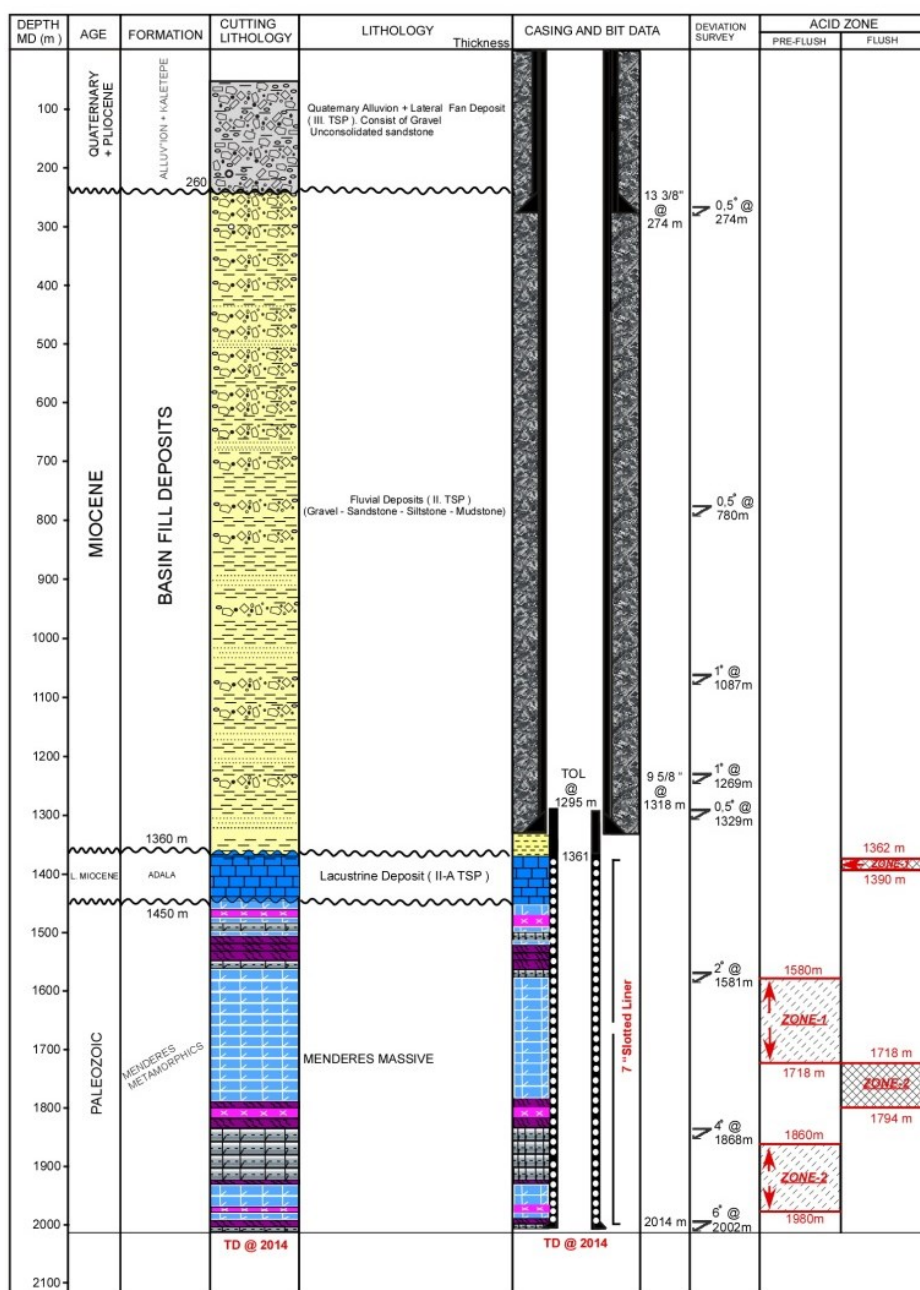 DEPTH
MD (m )
AGE
FORMATION
CUTTING
LITHOLOGY
LITHOLOGY
Thickness
CASING AND BIT DATA
DEVIATION
SURVEY
ACID ZONE
PRE-FLUSH
FLUSH
100
200
300
400
500
600
700
800
900
1000
1100
1200
1300
1400
1500
1600
1700
1800
1900
2000
2100
QUATERNARY
+ PLIOCENE
MIOCENE
L. MIOCENE
PALEOZOIC
ALLUV'ION + KALETEPE
260
BASIN FILL DEPOSITS
1360 m
ADALA
1450 m
MENDERES
METAMORPHICS
TD @ 2014
Quaternary Alluvion + Lateral Fan Deposit
( III. TSP ). Consist of Gravel
Unconsolidated sandstone
Fluvial Deposits ( II. TSP )
(Gravel - Sandstone - Siltstone - Mudstone)
Lacustrine Deposit ( II-A TSP )
MENDERES MASSIVE
13 3/8"
@
274 m
TOL
@
1295 m
9 5/8 "
@
1318 m
1361
7 "Slotted Liner
2014 m
TD @ 2014
0,5° @
274m
0,5° @
780m
1° @
1087m
1° @
1269m
0,5° @
1329m
2° @
1581m
4° @
1868m
6° @
2002m
1580m
ZONE-1
1718 m
1860m
ZONE-2
1980m
1362 m
ZONE-1
1390 m
1718 m
ZONE-2
1794 m